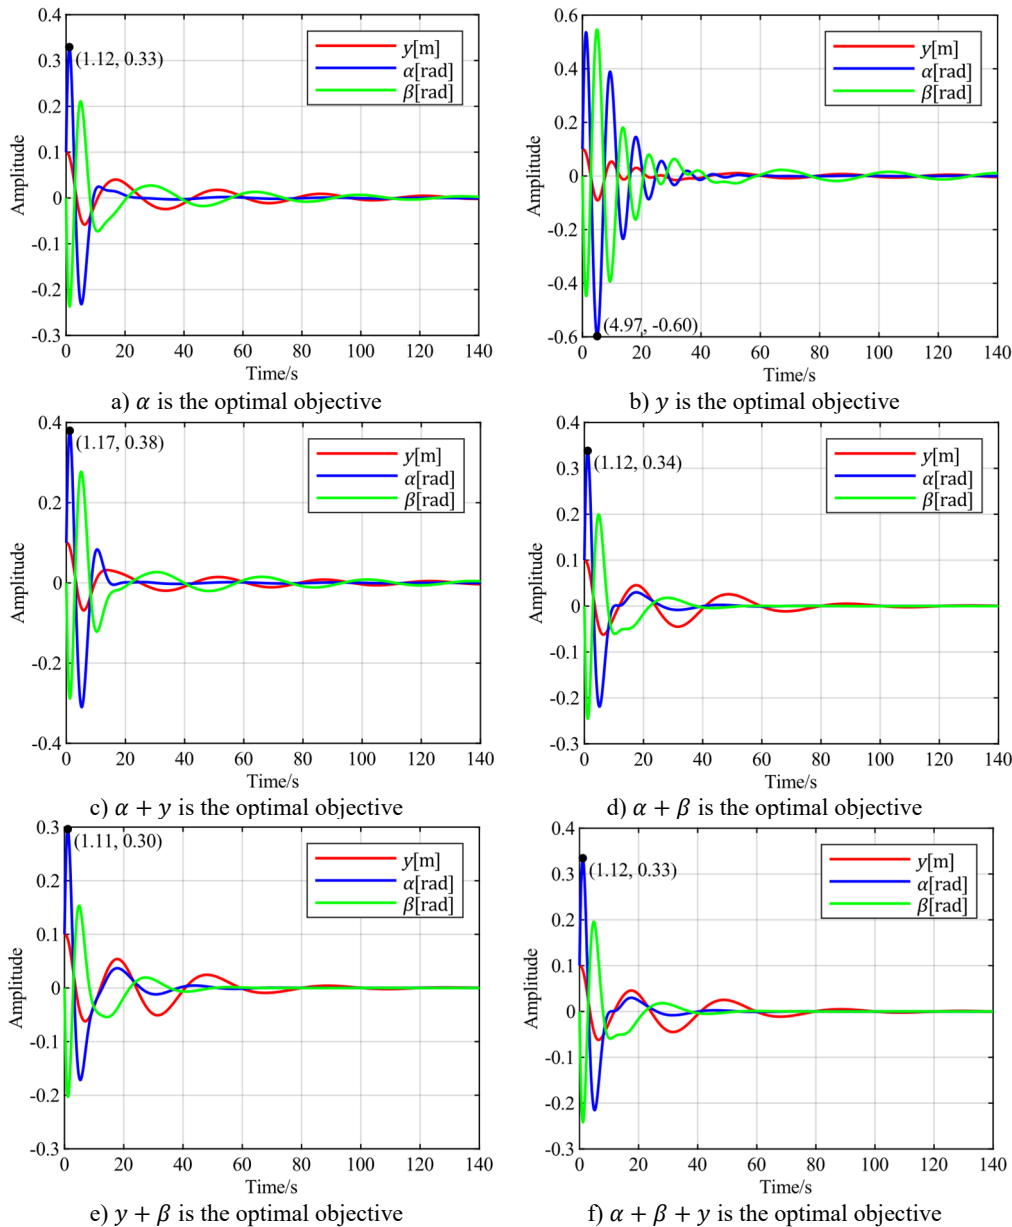 0.4
0.3
0.2
0.1
0
-0.1
-0.2
-0.3
Amplitude
(1.12, 0.33)
y[m]
α[rad]
β[rad]
0 20 40 60 80 100 120 140
Time/s
a) α is the optimal objective
0.6
0.4
0.2
0
-0.2
-0.4
-0.6
Amplitude
y[m]
α[rad]
β[rad]
(4.97, -0.60)
0 20 40 60 80 100 120 140
Time/s
b) y is the optimal objective
0.4
0.2
0
-0.2
-0.4
Amplitude
(1.17, 0.38)
y[m]
α[rad]
β[rad]
0 20 40 60 80 100 120 140
Time/s
c) α + y is the optimal objective
0.4
0.3
0.2
0.1
0
-0.1
-0.2
-0.3
Amplitude
(1.12, 0.34)
y[m]
α[rad]
β[rad]
0 20 40 60 80 100 120 140
Time/s
d) α + β is the optimal objective
0.3
0.2
0.1
0
-0.1
-0.2
-0.3
Amplitude
(1.11, 0.30)
y[m]
α[rad]
β[rad]
0 20 40 60 80 100 120 140
Time/s
e) y + β is the optimal objective
0.4
0.3
0.2
0.1
0
-0.1
-0.2
-0.3
Amplitude
(1.12, 0.33)
y[m]
α[rad]
β[rad]
0 20 40 60 80 100 120 140
Time/s
f) α + β + y is the optimal objective